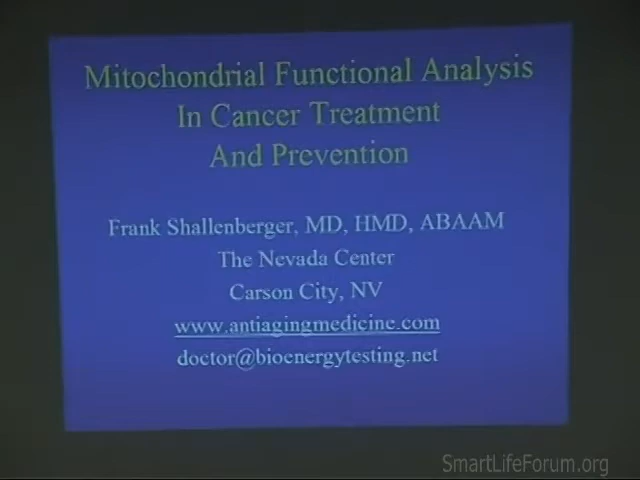 Mitochondrial Functional Analysis
In Cancer Treatment
And Prevention
Frank Shallenberger, MD, HMD, ABAAM
The Nevada Center
Carson City, NV
www.antiagingmedicine.com
doctor@bioenergytesting.net
SmartLifeForum.org